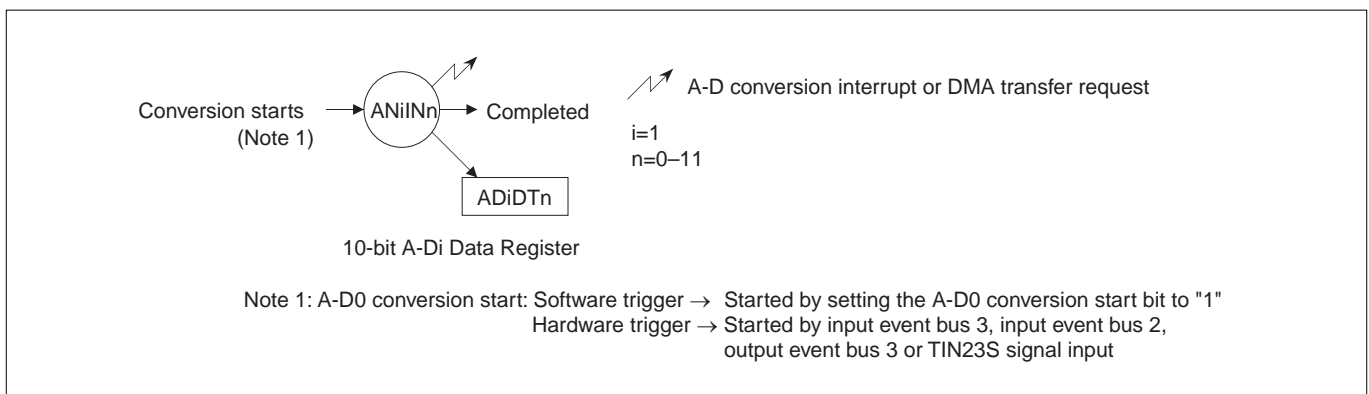 Conversion starts
(Note 1)
ANiINn
Completed
ADiDTn
10-bit A-Di Data Register
A-D conversion interrupt or DMA transfer request
i=1
n=0–11
Note 1: A-D0 conversion start: Software trigger → Started by setting the A-D0 conversion start bit to "1"
Hardware trigger → Started by input event bus 3, input event bus 2,
output event bus 3 or TIN23S signal input